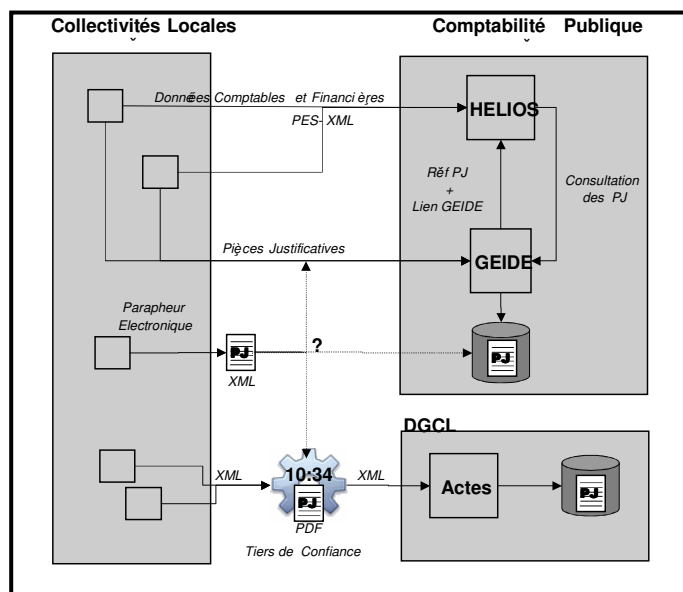 Collectivités Locales
Comptabilité Publique
Données Comptables et Financières
PES-XML
HELIOS
Réf PJ
+
Lien GEIDE
Consultation
des PJ
Pièces Justificatives
GEIDE
Parapheur
Electronique
PJ
XML
?
PJ
DGCL
XML
10:34
PJ
PDF
XML
Actes
PJ
Tiers de Confiance